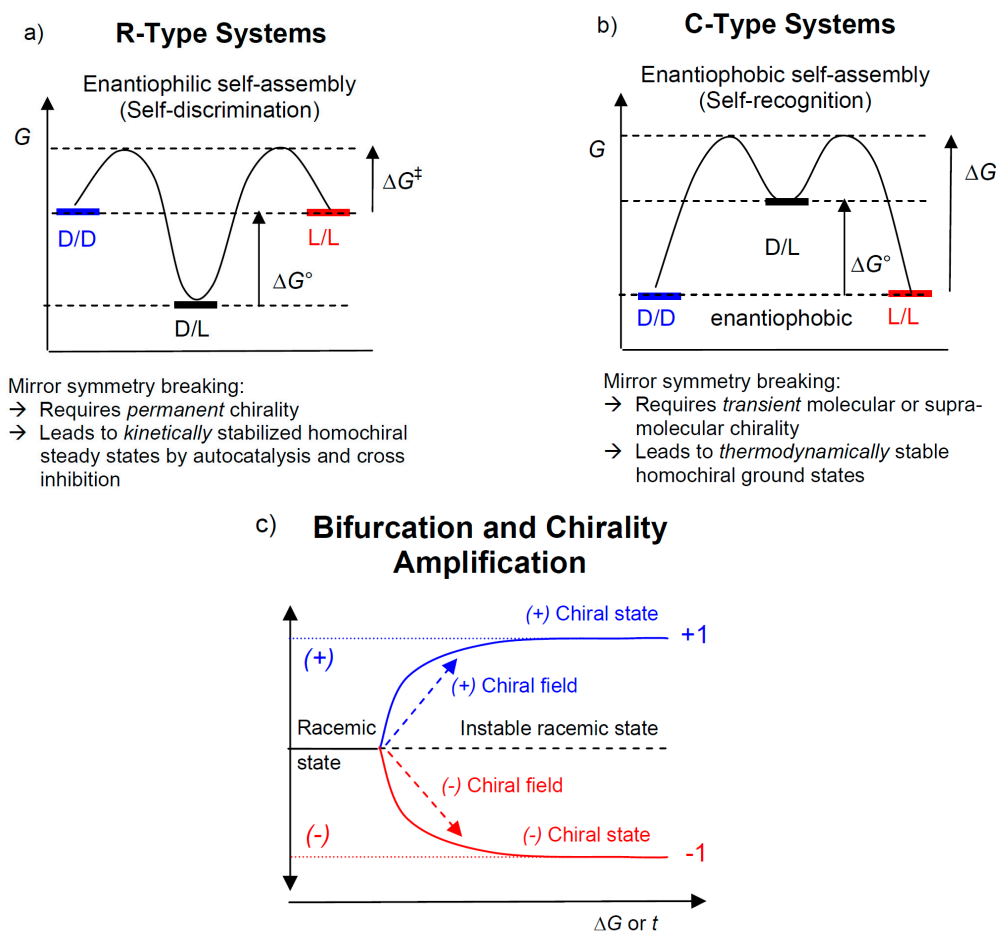 a) R-Type Systems
Enantiophilic self-assembly
(Self-discrimination)
G
ΔG‡
D/D
L/L
ΔG°
D/L
Mirror symmetry breaking:
→ Requires permanent chirality
→ Leads to kinetically stabilized homochiral
steady states by autocatalysis and cross
inhibition
b) C-Type Systems
Enantiophobic self-assembly
(Self-recognition)
G
ΔG
D/L
ΔG°
D/D
enantiophobic
L/L
Mirror symmetry breaking:
→ Requires transient molecular or supra-
molecular chirality
→ Leads to thermodynamically stable
homochiral ground states
c) Bifurcation and Chirality
Amplification
(+) Chiral state
+1
(+)
(+) Chiral field
Racemic
state
Instable racemic state
(-) Chiral field
(-)
(-) Chiral state
-1
ΔG or t